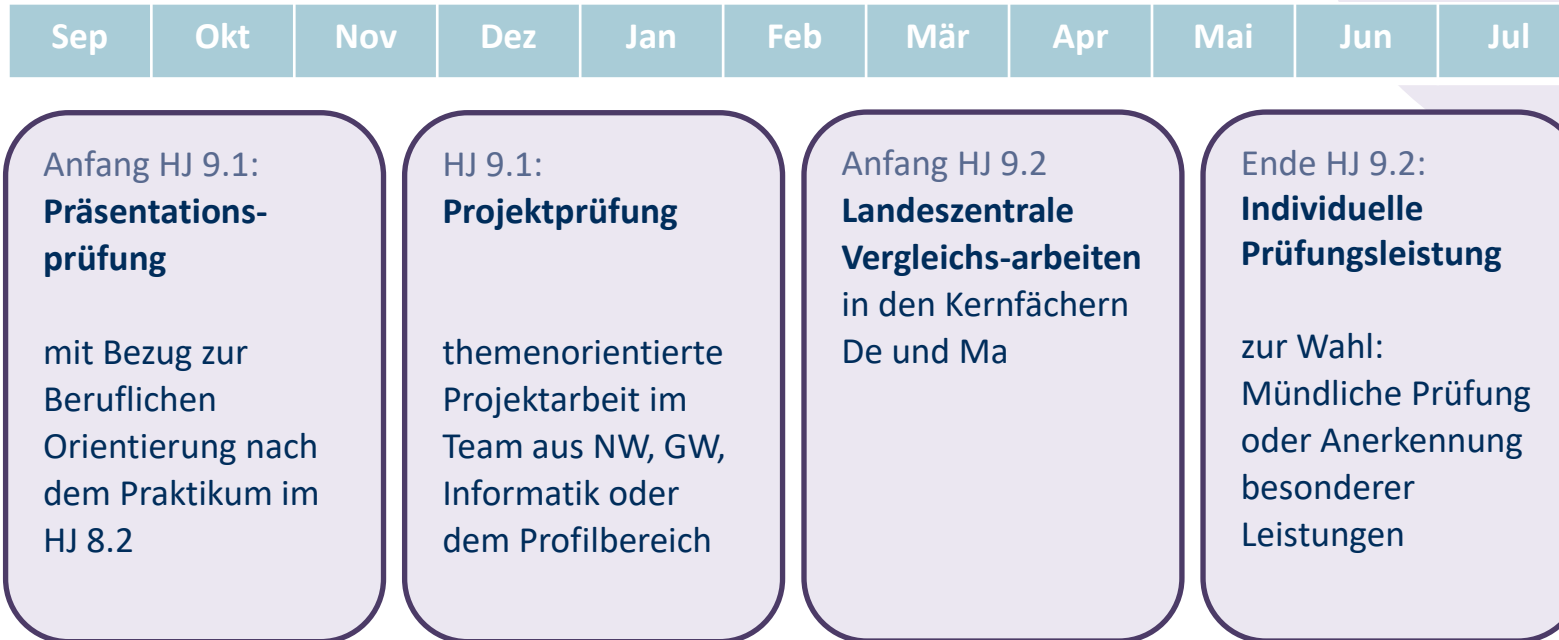 Sep Okt Nov Dez Jan Feb Mär Apr Mai Jun Jul
Anfang HJ 9.1:
Präsentations-
prüfung
mit Bezug zur
Beruflichen
Orientierung nach
dem Praktikum im
HJ 8.2
HJ 9.1:
Projektprüfung
themenorientierte
Projektarbeit im
Team aus NW, GW,
Informatik oder
dem Profilbereich
Anfang HJ 9.2
Landeszentrale
Vergleichs-arbeiten
in den Kernfächern
De und Ma
Ende HJ 9.2:
Individuelle
Prüfungsleistung
zur Wahl:
Mündliche Prüfung
oder Anerkennung
besonderer
Leistungen